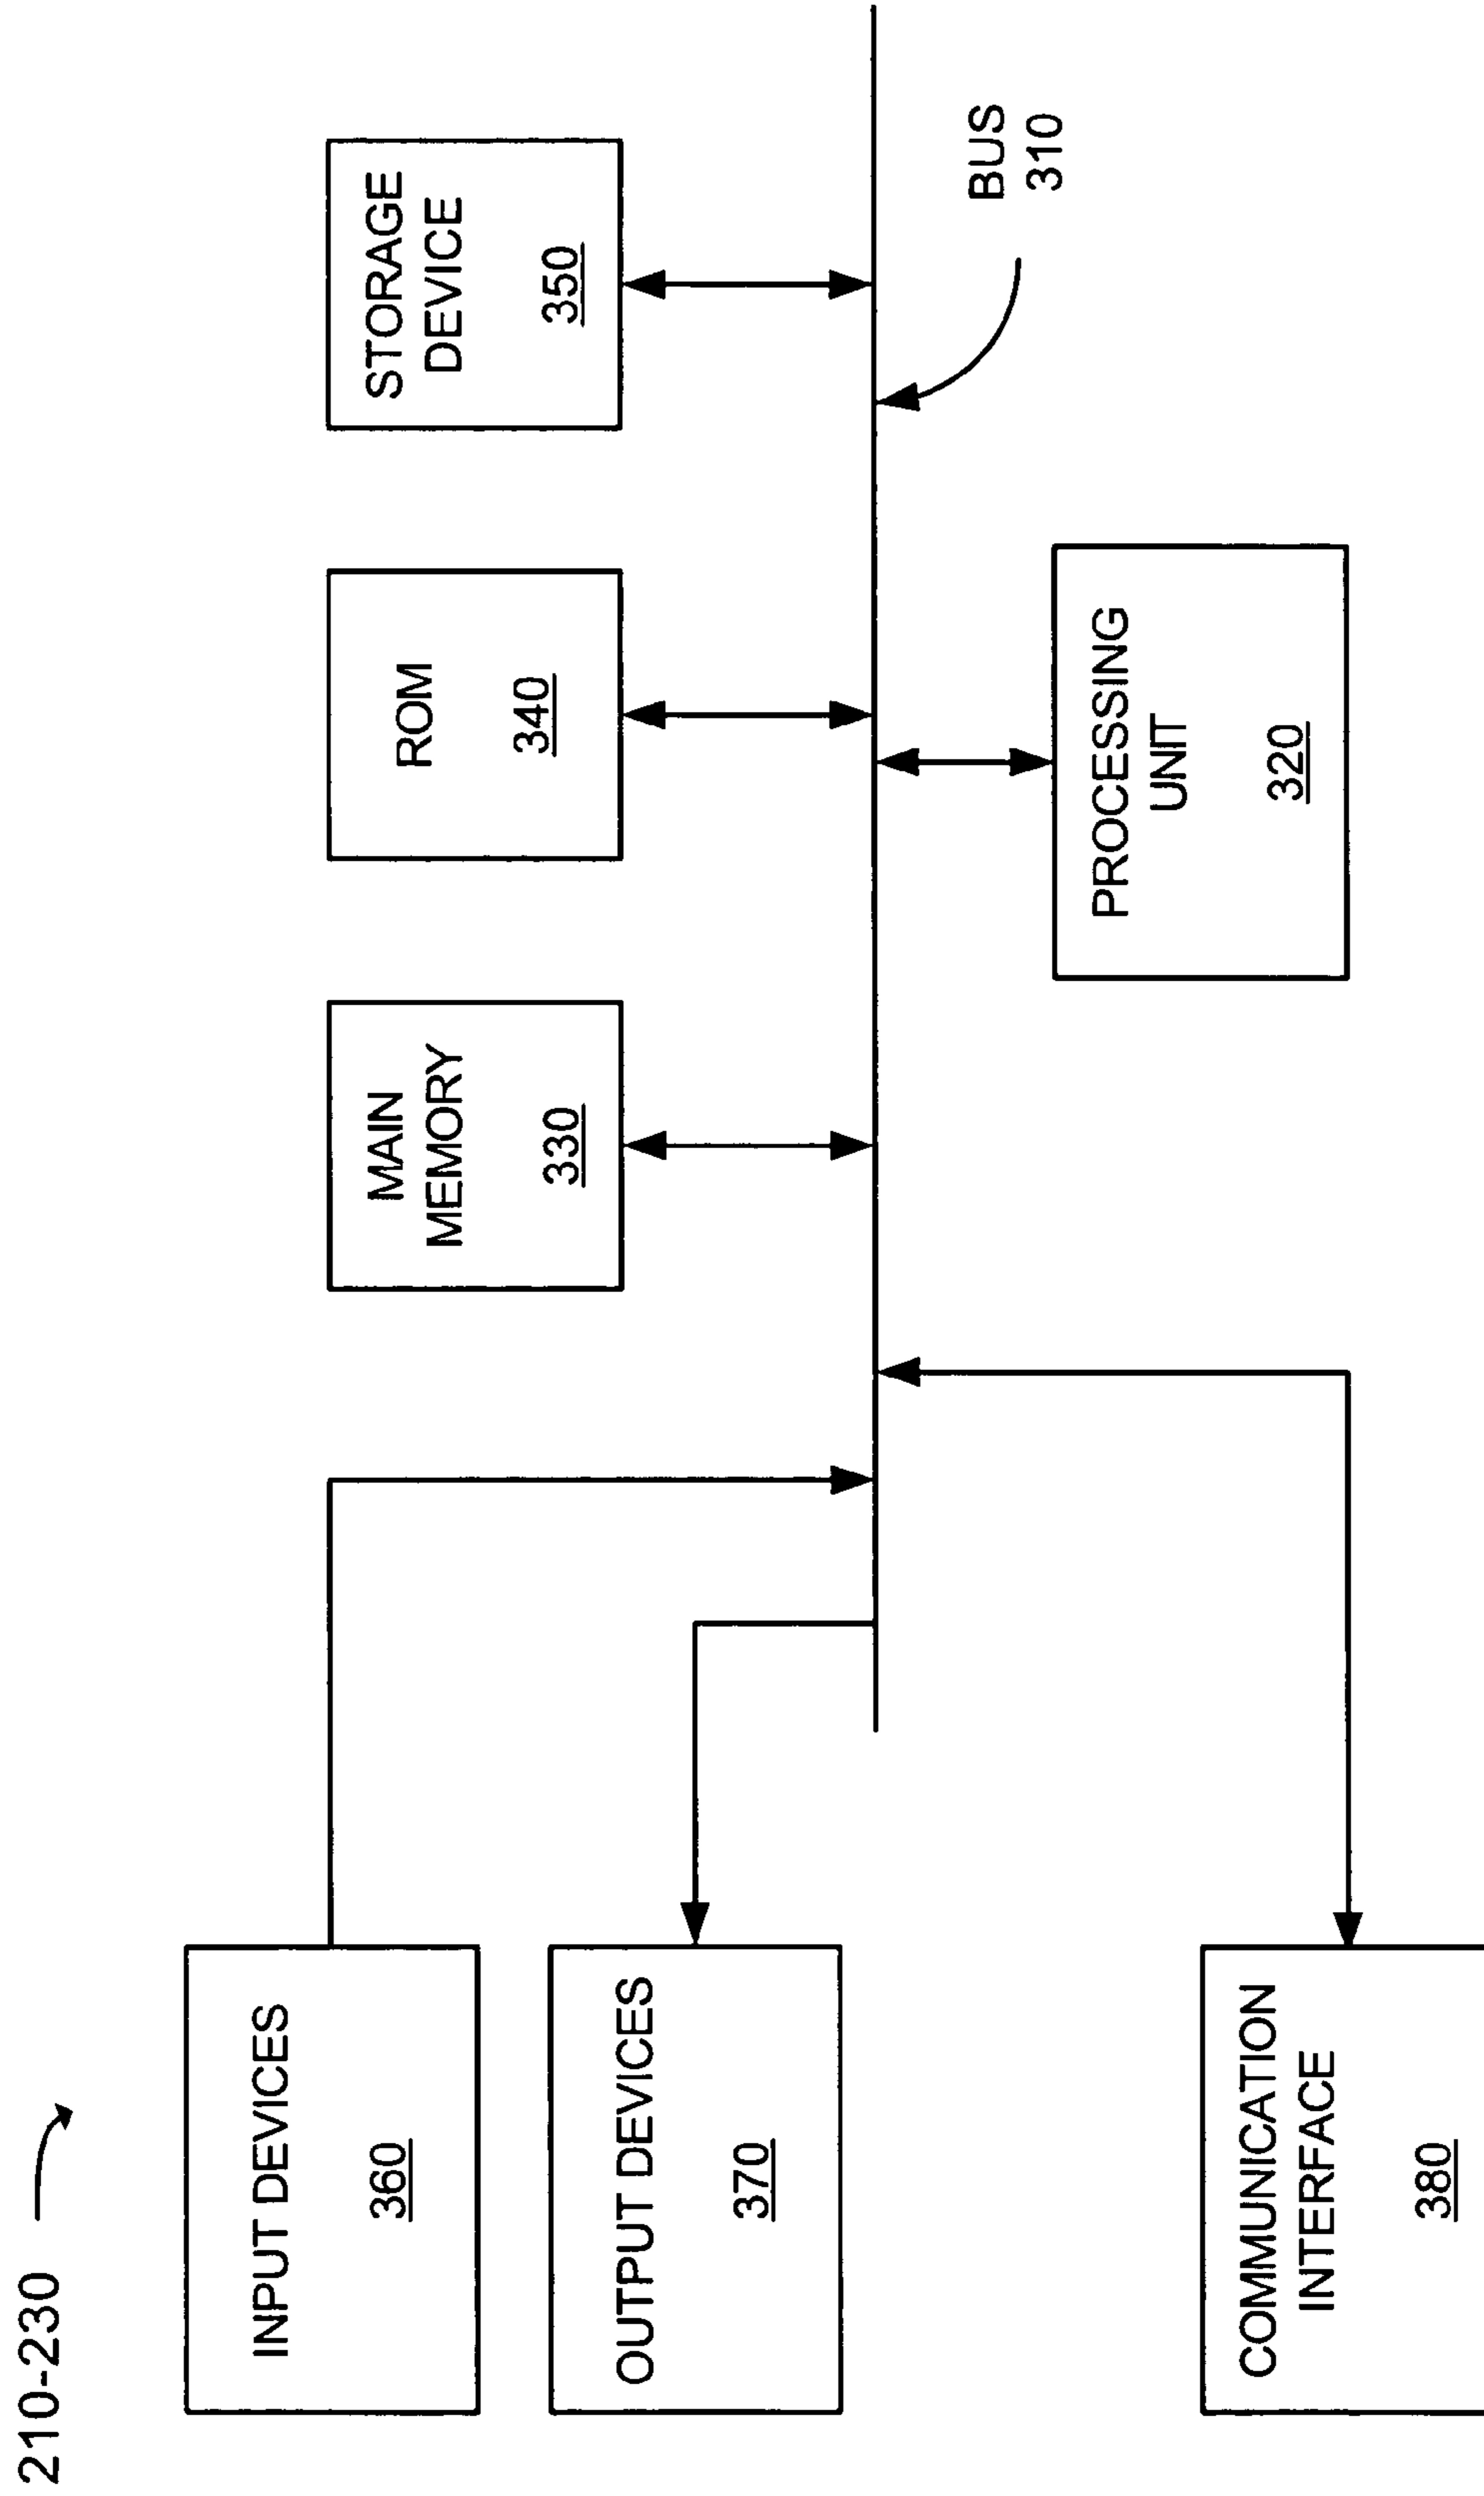 210-230
INPUT DEVICES
360
OUTPUT DEVICES
370
COMMUNICATION
INTERFACE
380
MAIN
MEMORY
330
ROM
340
STORAGE
DEVICE
350
PROCESSING
UNIT
320
BUS
310